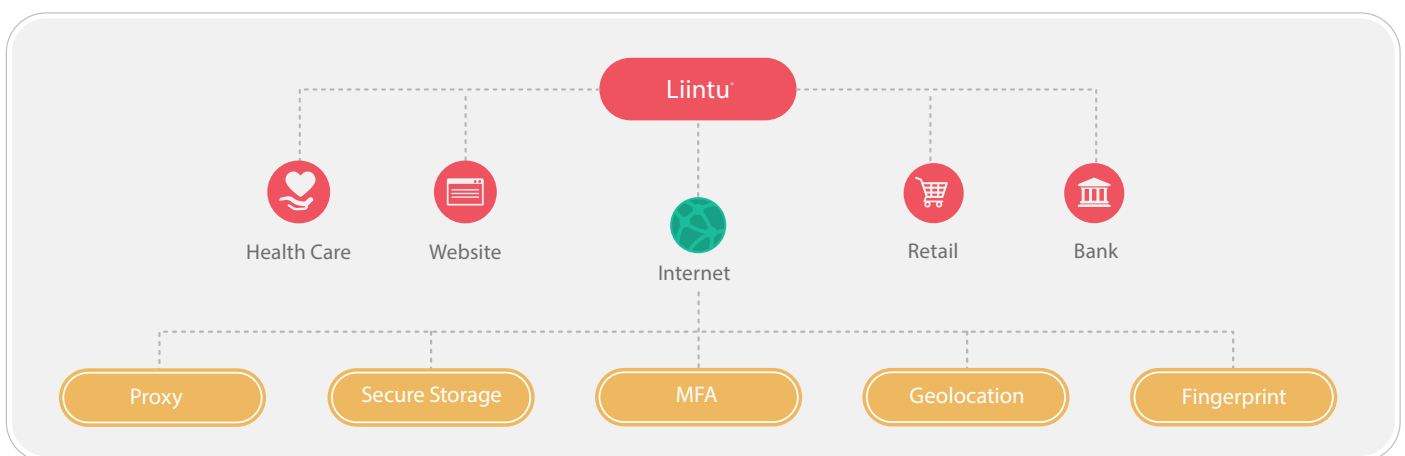 Liintu
Health Care
Website
Internet
Retail
Bank
Proxy
Secure Storage
MFA
Geolocation
Fingerprint